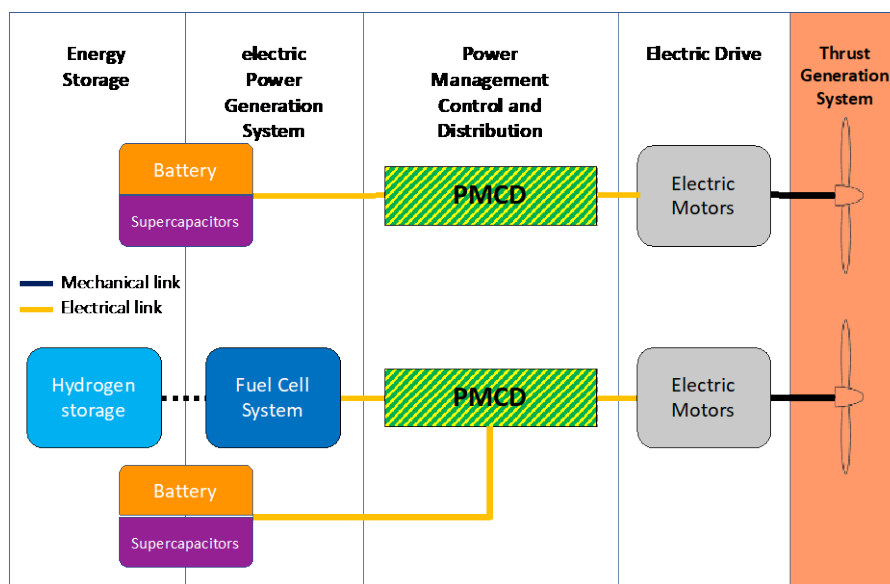 Energy
Storage
electric
Power
Generation
System
Power
Management
Control and
Distribution
Electric Drive
Thrust
Generation
System
Battery
Supercapacitors
PMCD
Electric
Motors
Mechanical link
Electrical link
Hydrogen
storage
Fuel Cell
System
PMCD
Electric
Motors
Battery
Supercapacitors